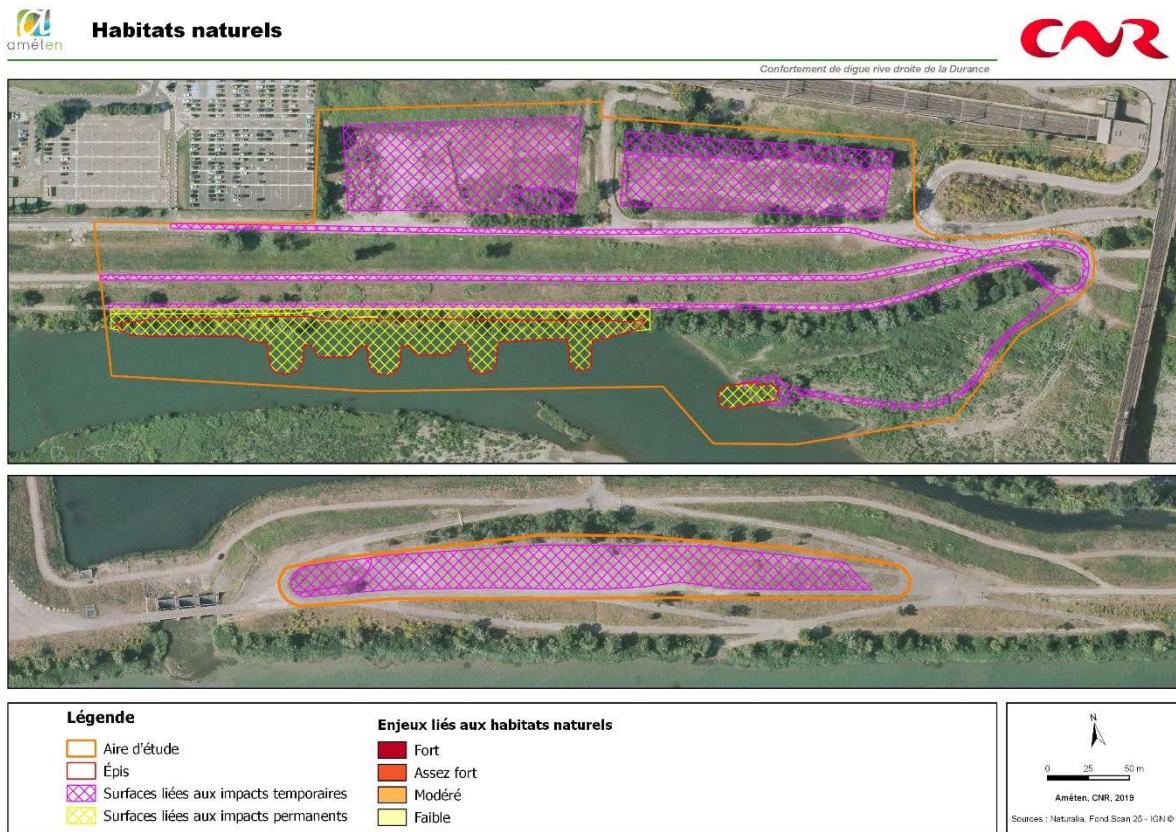 améten
Habitats naturels
CNR
Confortement de digue rive droite de la Durance
Légende
Aire d'étude
Épis
Surfaces liées aux impacts temporaires
Surfaces liées aux impacts permanents
Enjeux liés aux habitats naturels
Fort
Assez fort
Modéré
Faible
N
0 25 50 m
Améten, CNR, 2019
Sources : Naturalia, Fond Scan 25 - IGN ©